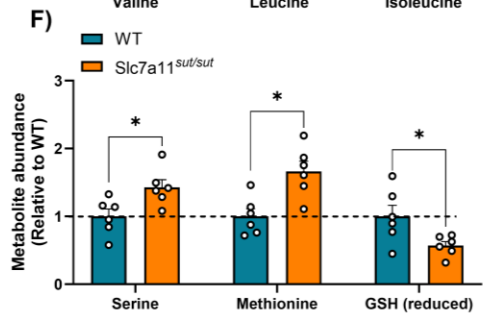 Valine Leucine Isoleucine
F)
WT
Slc7a11sut/sut
Metabolite abundance
(Relative to WT)
3
2
1
0
* * *
Serine Methionine GSH (reduced)